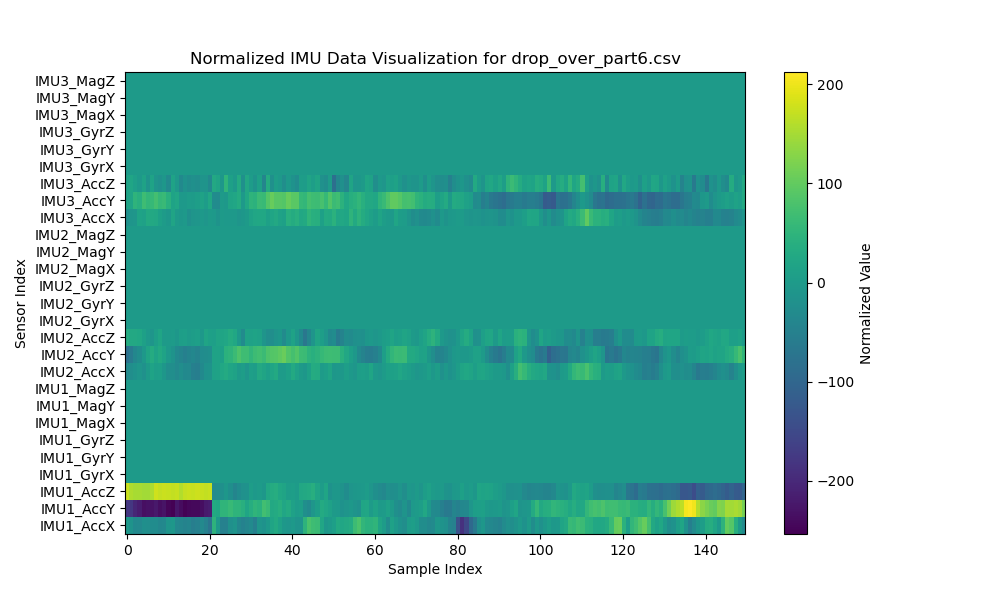 Normalized IMU Data Visualization for drop_over_part6.csv
Sensor Index
IMU3_MagZ
IMU3_MagY
IMU3_MagX
IMU3_GyrZ
IMU3_GyrY
IMU3_GyrX
IMU3_AccZ
IMU3_AccY
IMU3_AccX
IMU2_MagZ
IMU2_MagY
IMU2_MagX
IMU2_GyrZ
IMU2_GyrY
IMU2_GyrX
IMU2_AccZ
IMU2_AccY
IMU2_AccX
IMU1_MagZ
IMU1_MagY
IMU1_MagX
IMU1_GyrZ
IMU1_GyrY
IMU1_GyrX
IMU1_AccZ
IMU1_AccY
IMU1_AccX
0 20 40 60 80 100 120 140
Sample Index
200
100
0
−100
−200
Normalized Value